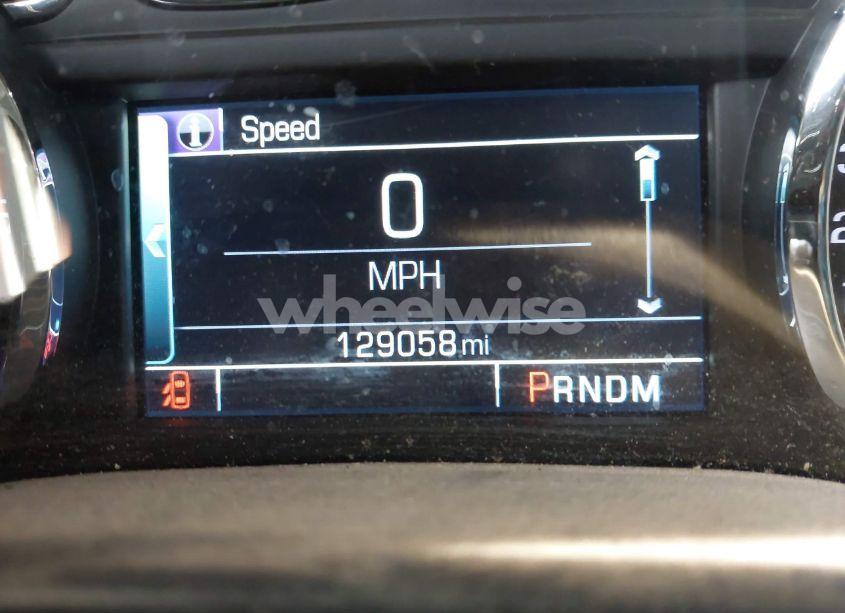 Speed
0
MPH
wheelwise
129058 mi
PRNDM